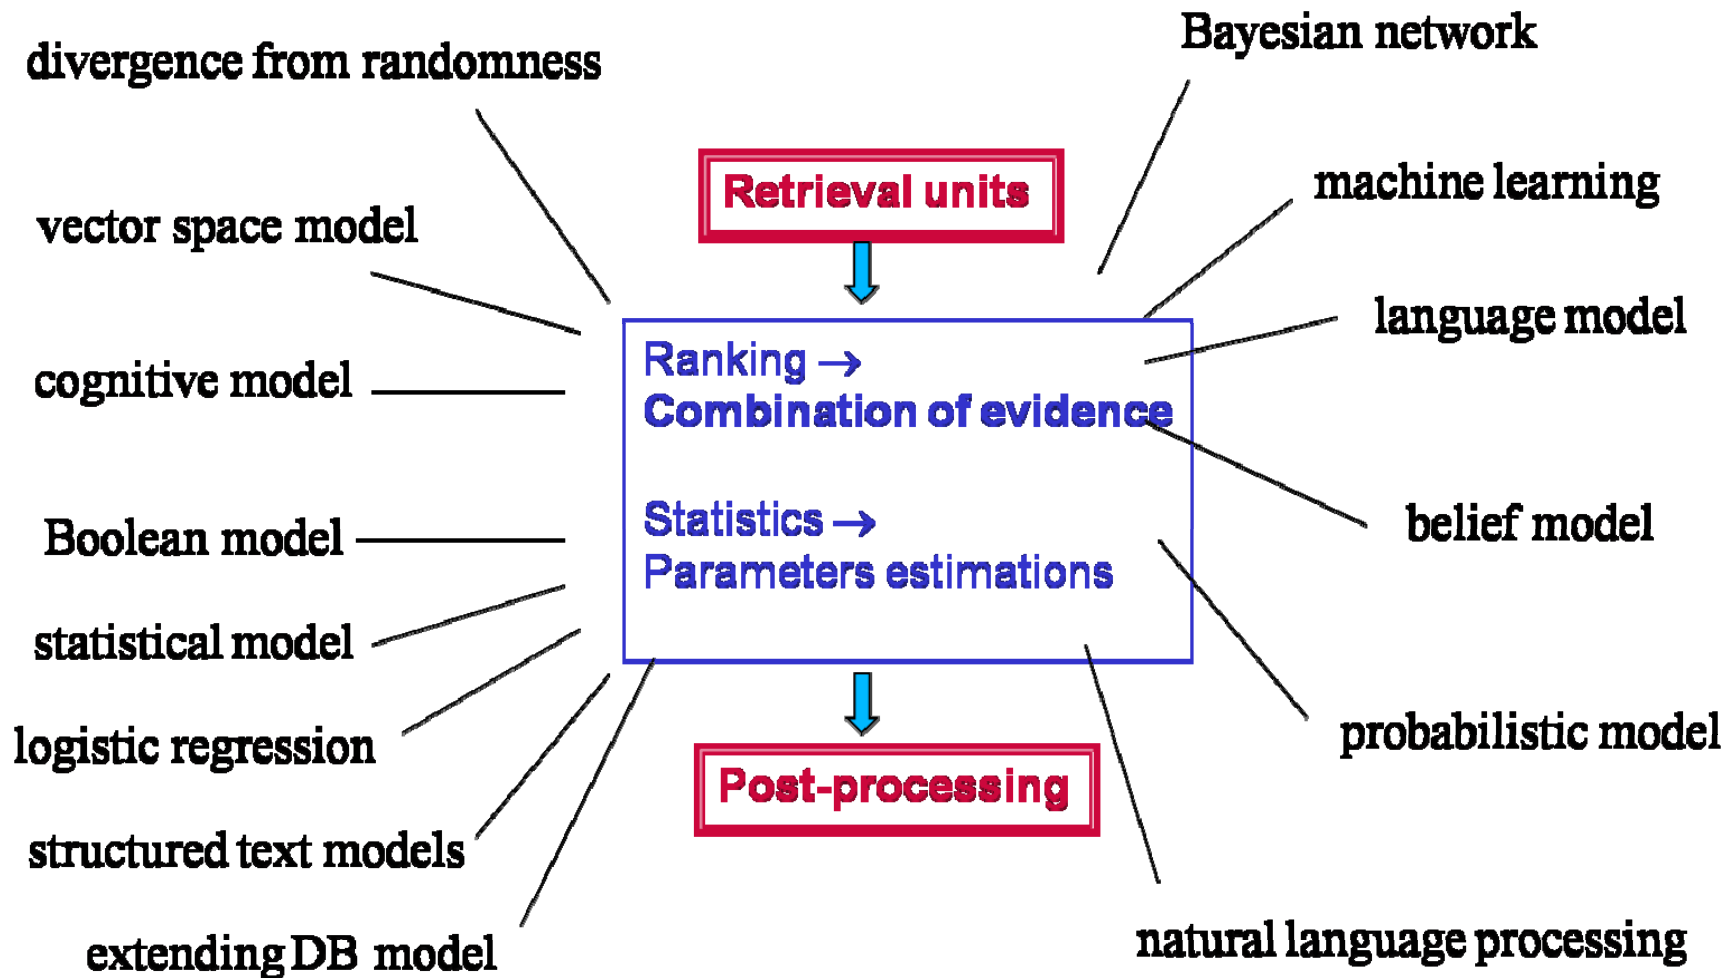 divergence from randomness
Bayesian network
Retrieval units
machine learning
vector space model
language model
Ranking →
Combination of evidence
cognitive model
Statistics →
Parameters estimations
Boolean model
belief model
statistical model
logistic regression
probabilistic model
Post-processing
structured text models
extending DB model
natural language processing